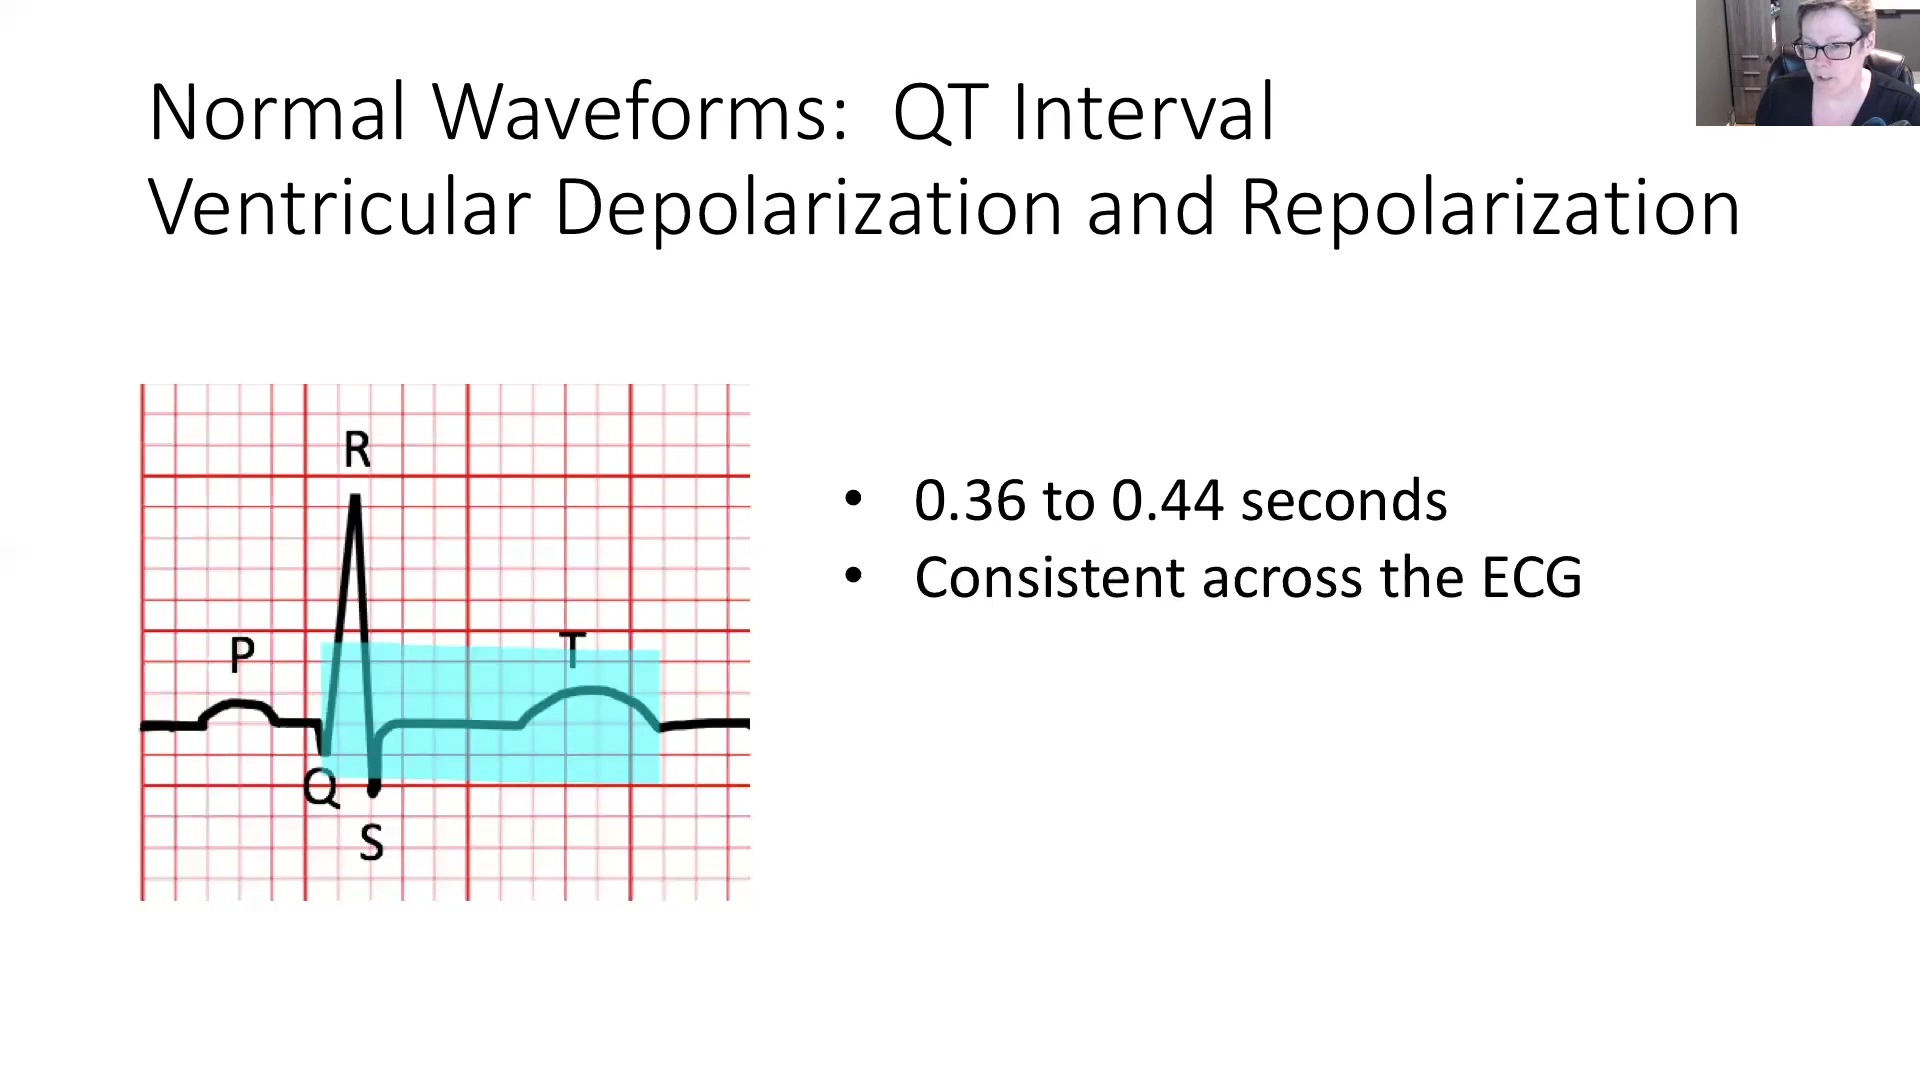 Normal Waveforms:  QT Interval
Ventricular Depolarization and Repolarization
R
P
T
Q
S
• 0.36 to 0.44 seconds
• Consistent across the ECG